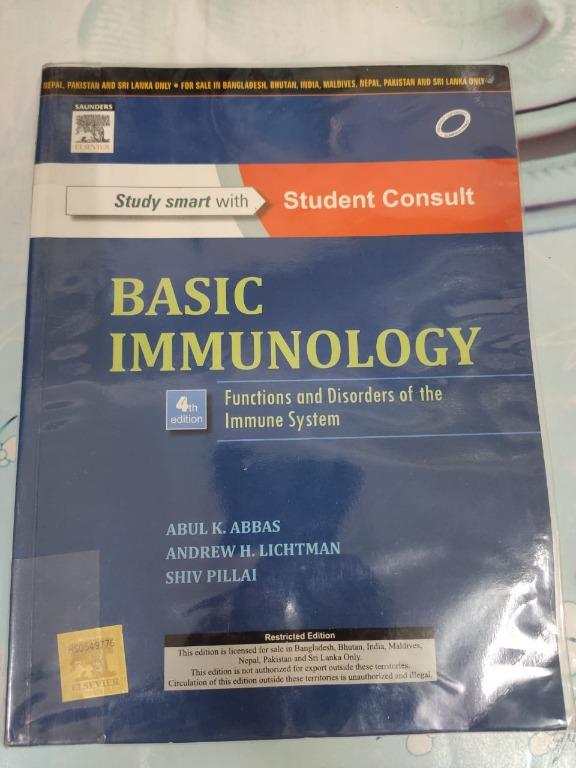 NEPAL, PAKISTAN AND SRI LANKA ONLY • FOR SALE IN BANGLADESH, BHUTAN, INDIA, MALDIVES, NEPAL, PAKISTAN AND SRI LANKA ONLY
SAUNDERS
ELSEVIER
Study smart with Student Consult
BASIC
IMMUNOLOGY
4th
edition
Functions and Disorders of the
Immune System
ABUL K. ABBAS
ANDREW H. LICHTMAN
SHIV PILLAI
Restricted Edition
This edition is licensed for sale in Bangladesh, Bhutan, India, Maldives,
Nepal, Pakistan and Sri Lanka Only.
This edition is not authorized for export outside these territories.
Circulation of this edition outside these territories is unauthorized and illegal.
ELSEVIER